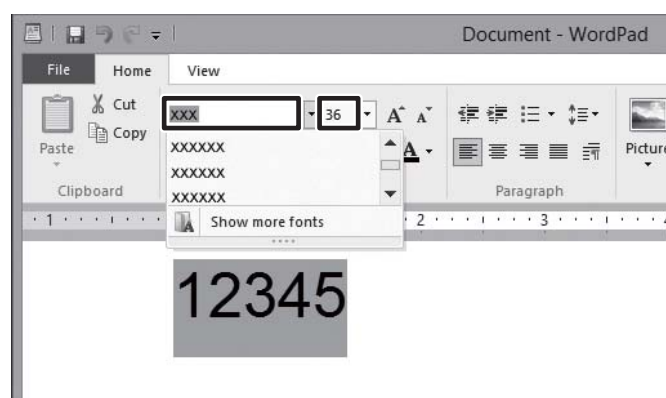 Document - WordPad
File Home View
Cut
Copy
Paste
Clipboard
xxx 36 A A
xxxxxx
xxxxxx
xxxxxx
A
Show more fonts
Picture
Paragraph
1 2 3
12345